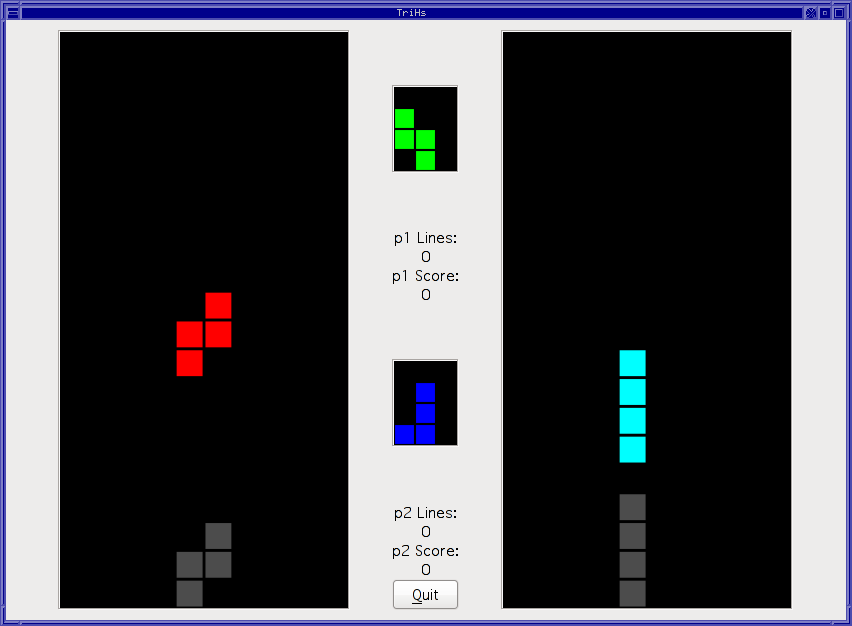 TriHs
p1 Lines:
0
p1 Score:
0
p2 Lines:
0
p2 Score:
0
Quit